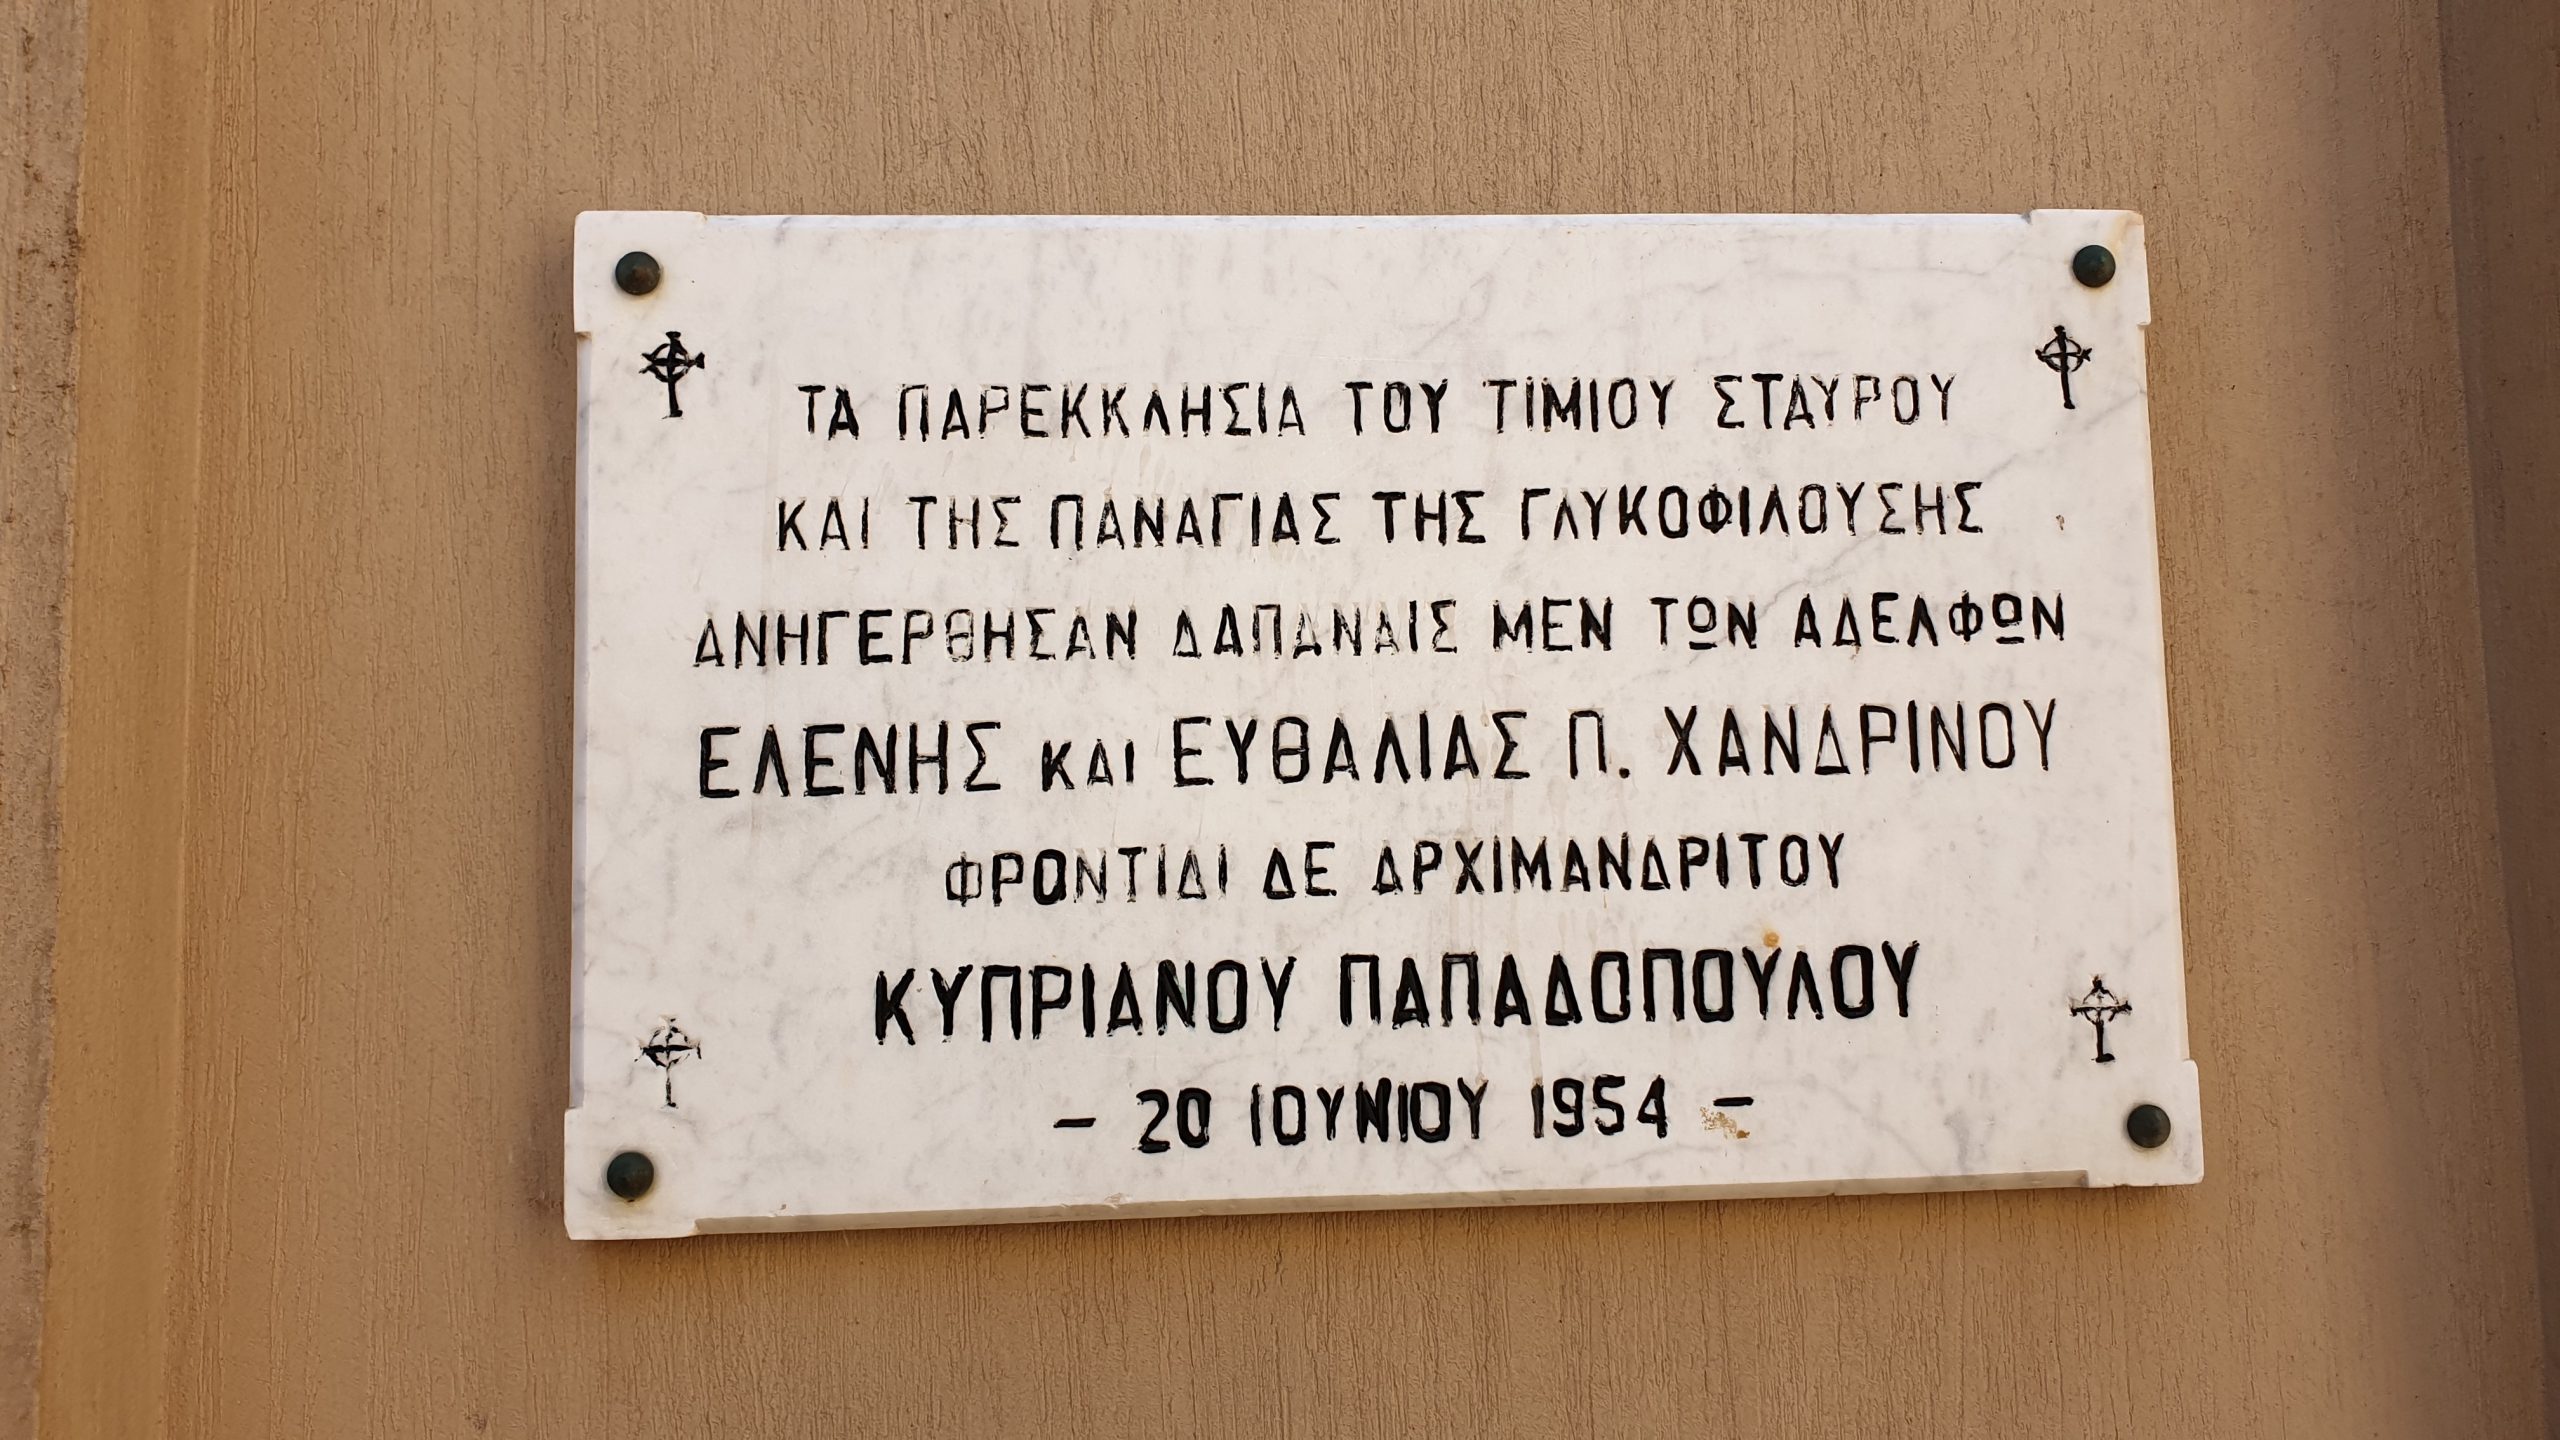 ΤΑ ΠΑΡΕΚΚΛΗΣΙΑ ΤΟΥ ΤΙΜΙΟΥ ΣΤΑΥΡΟΥ
ΚΑΙ ΤΗΣ ΠΑΝΑΓΙΑΣ ΤΗΣ ΓΛΥΚΟΦΙΛΟΥΣΗΣ
ΑΝΗΓΕΡΘΗΣΑΝ ΔΑΠΑΝΑΙΣ ΜΕΝ ΤΩΝ ΑΔΕΛΦΩΝ
ΕΛΕΝΗΣ ΚΑΙ ΕΥΘΑΛΙΑΣ Π. ΧΑΝΔΡΙΝΟΥ
ΦΡΟΝΤΙΔΙ ΔΕ ΑΡΧΙΜΑΝΔΡΙΤΟΥ
ΚΥΠΡΙΑΝΟΥ ΠΑΠΑΔΟΠΟΥΛΟΥ
- 20 ΙΟΥΝΙΟΥ 1954 -